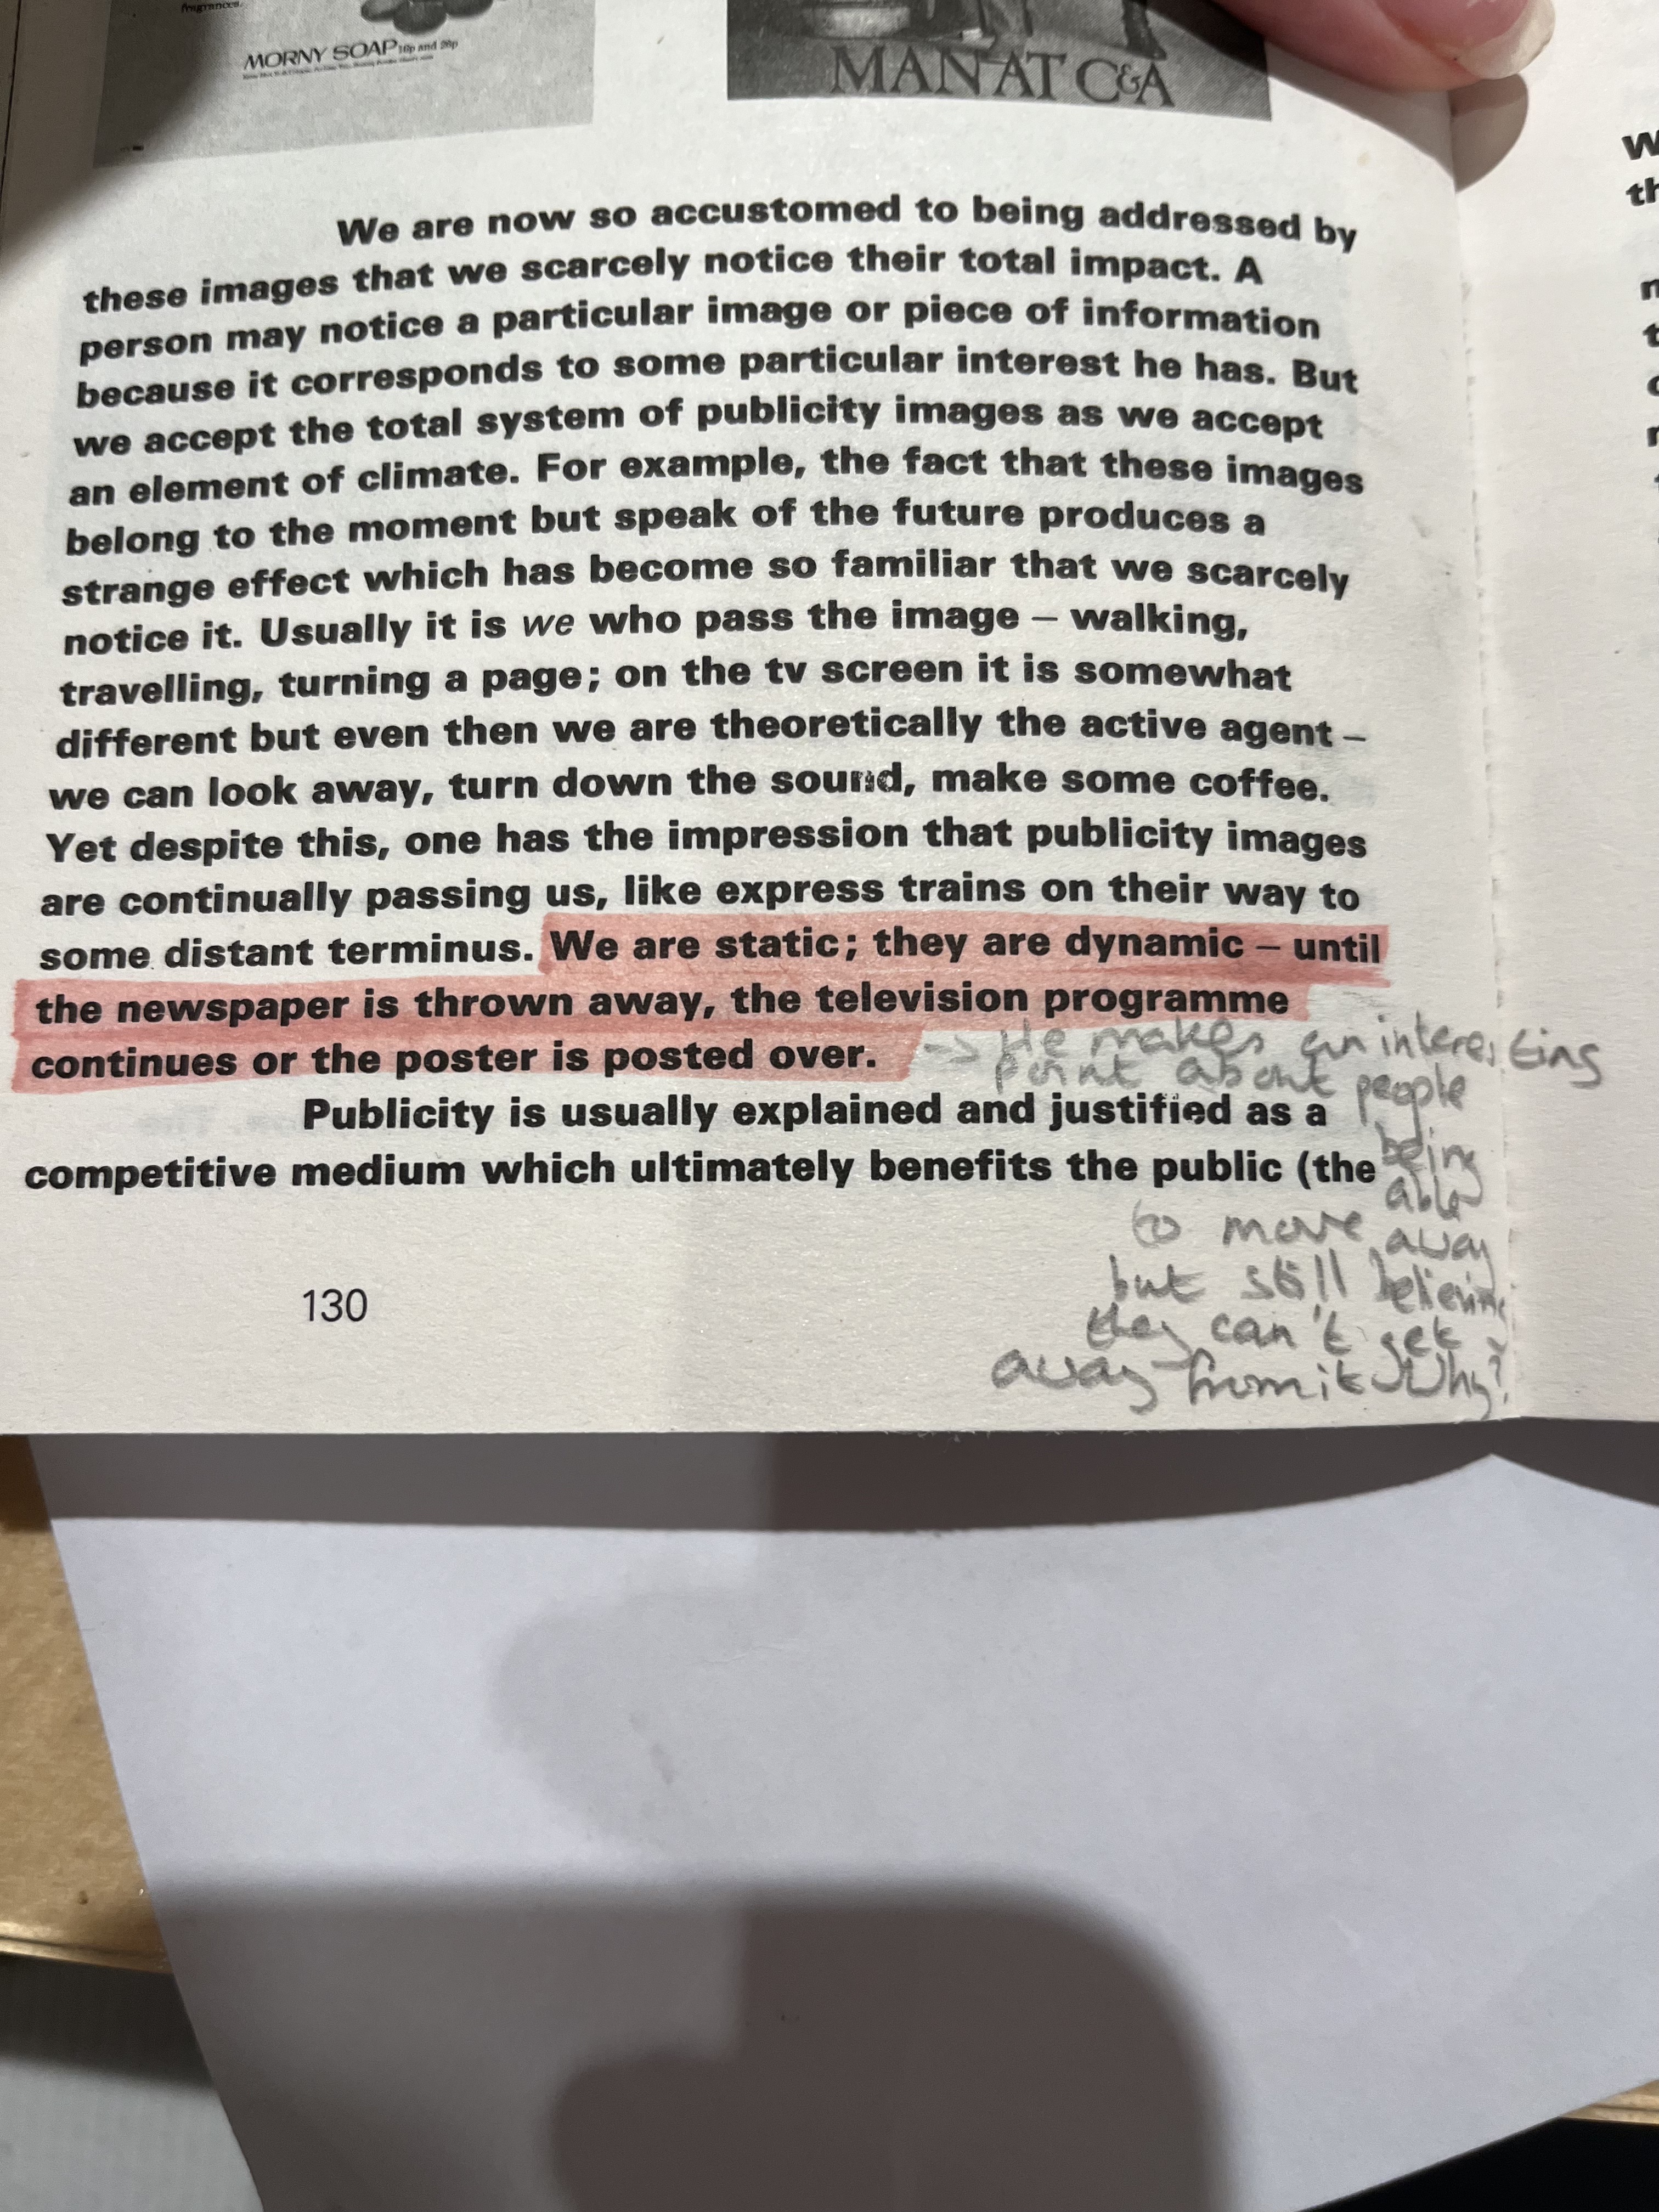 fragrances.
MORNY SOAP 16p and 26p
MAN AT C&A
We are now so accustomed to being addressed by
these images that we scarcely notice their total impact. A
person may notice a particular image or piece of information
because it corresponds to some particular interest he has. But
we accept the total system of publicity images as we accept
an element of climate. For example, the fact that these images
belong to the moment but speak of the future produces a
strange effect which has become so familiar that we scarcely
notice it. Usually it is we who pass the image – walking,
travelling, turning a page; on the tv screen it is somewhat
different but even then we are theoretically the active agent –
we can look away, turn down the sound, make some coffee.
Yet despite this, one has the impression that publicity images
are continually passing us, like express trains on their way to
some distant terminus. We are static; they are dynamic – until
the newspaper is thrown away, the television programme
continues or the poster is posted over.
-> He makes an interesting
point about people
being
able
to move away
but still believing
they can't get
away from it. Why?
Publicity is usually explained and justified as a
competitive medium which ultimately benefits the public (the
130